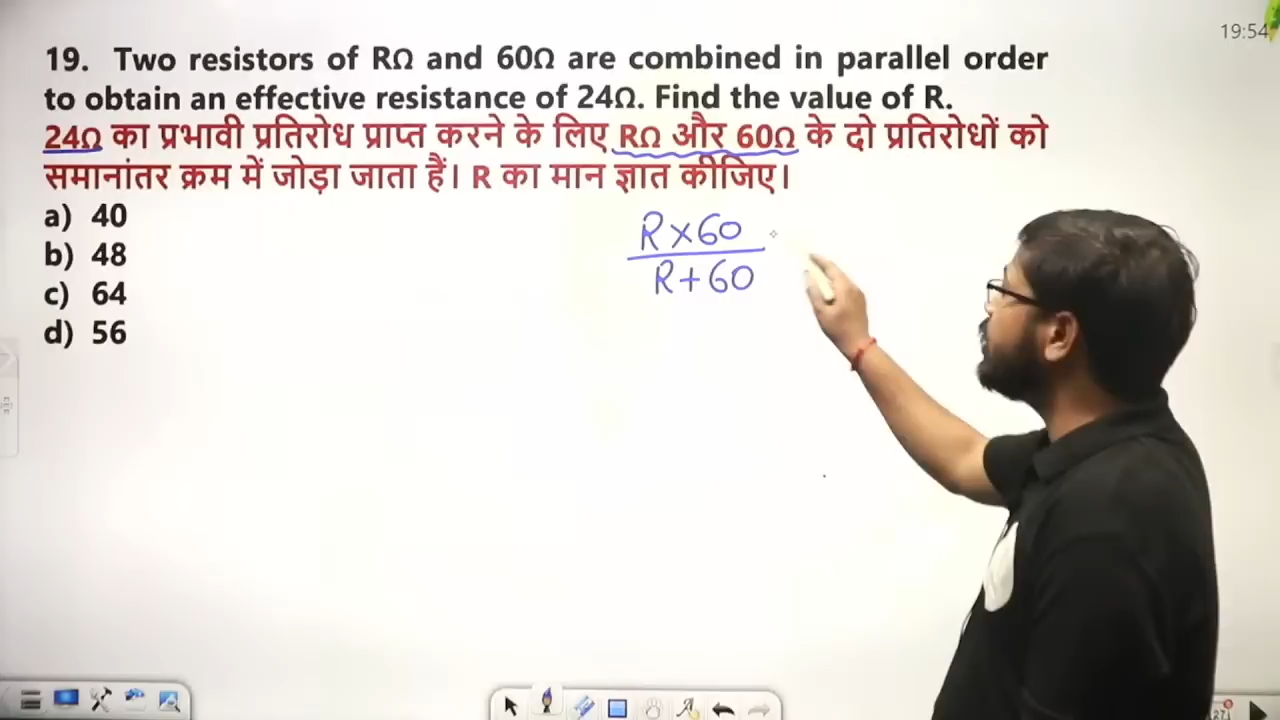 19:54
19. Two resistors of RΩ and 60Ω are combined in parallel order
to obtain an effective resistance of 24Ω. Find the value of R.
24Ω का प्रभावी प्रतिरोध प्राप्त करने के लिए RΩ और 60Ω के दो प्रतिरोधों को
समानांतर क्रम में जोड़ा जाता हैं। R का मान ज्ञात कीजिए।
a) 40
b) 48
c) 64
d) 56
R×60
R+60